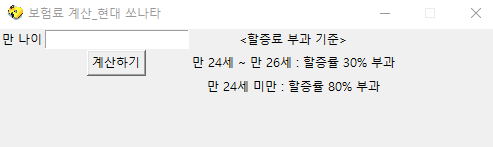 보험료 계산_현대 쏘나타
만 나이 <할증료 부과 기준>
계산하기 만 24세 ~ 만 26세 : 할증률 30% 부과
만 24세 미만 : 할증률 80% 부과